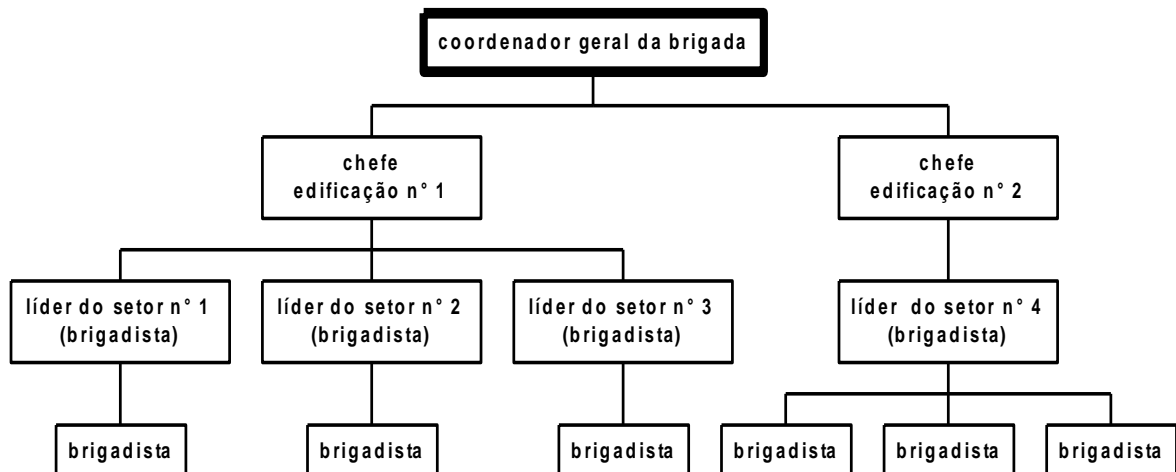 coordenador geral da brigada
chefe
edificação n° 1
chefe
edificação n° 2
líder do setor n° 1
(brigadista)
líder do setor n° 2
(brigadista)
líder do setor n° 3
(brigadista)
líder do setor n° 4
(brigadista)
brigadista
brigadista
brigadista
brigadista
brigadista
brigadista